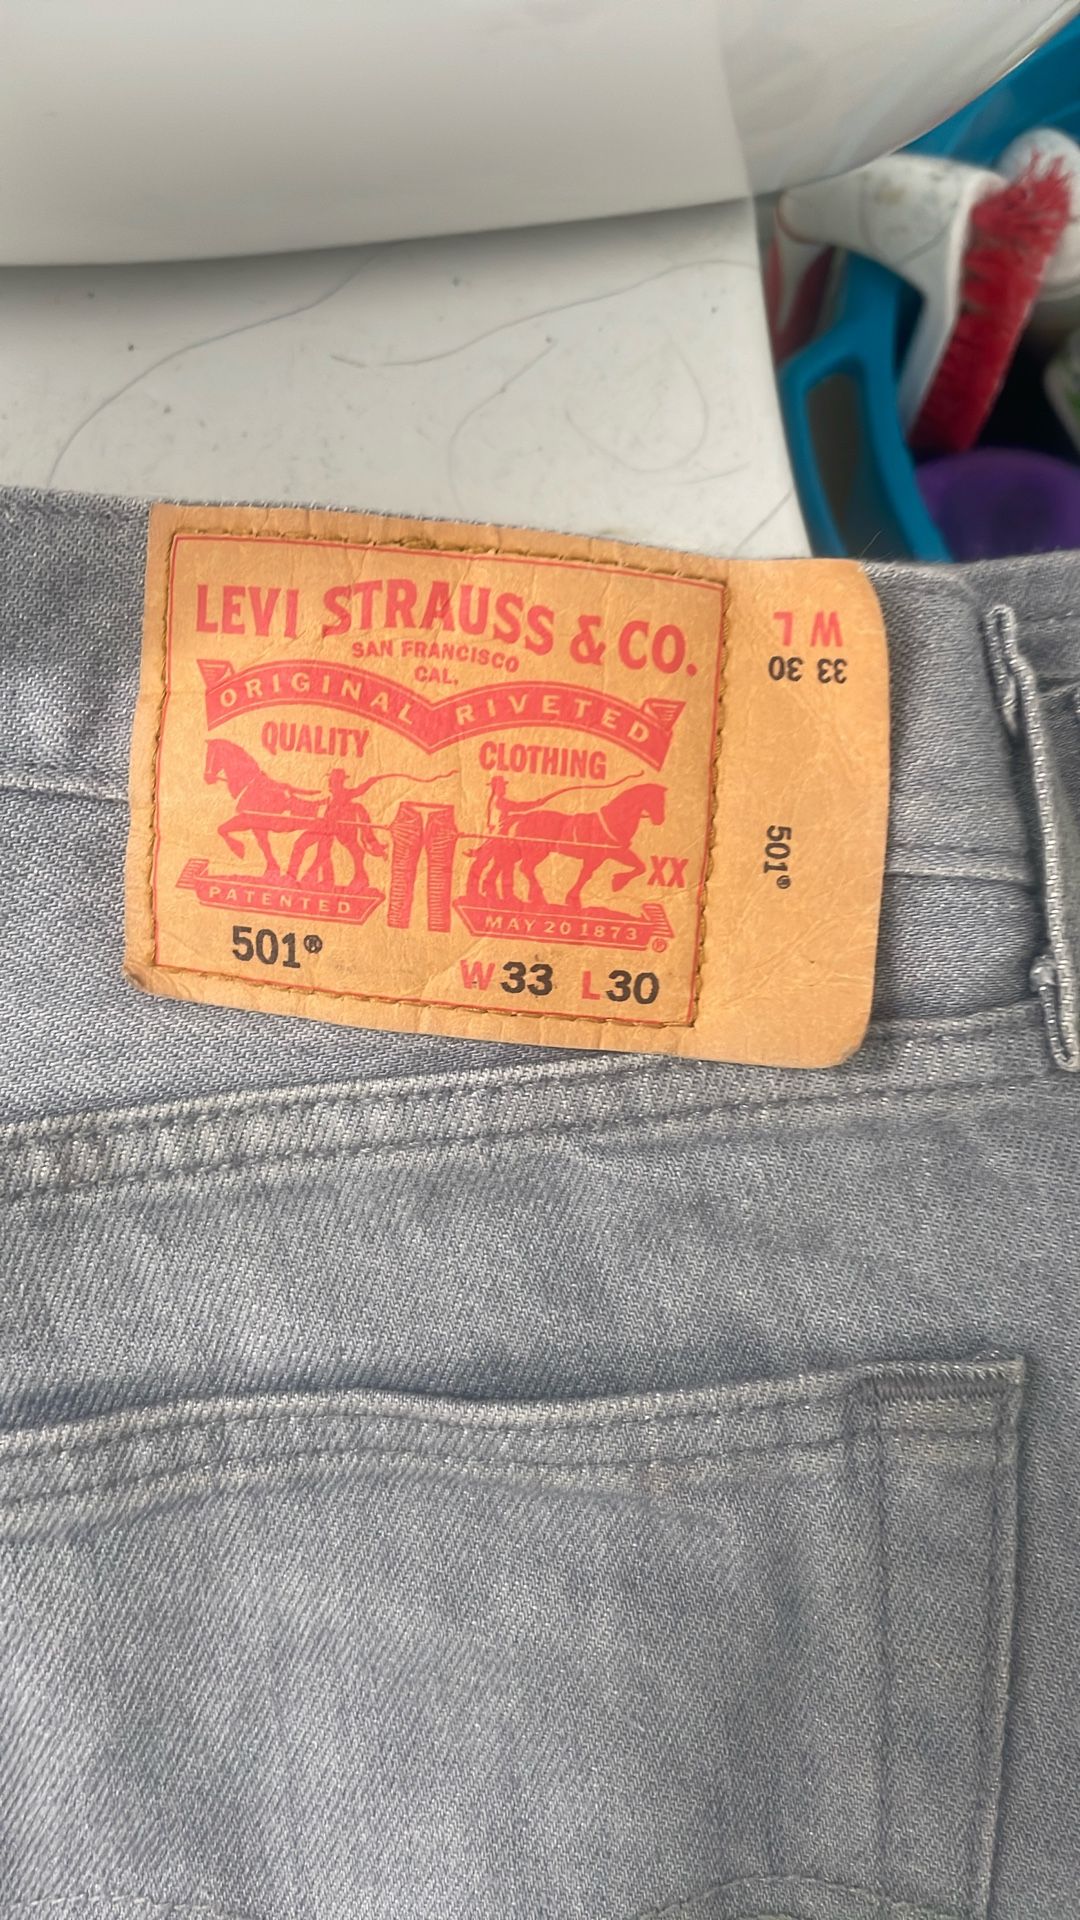 LEVI STRAUSS & CO.
SAN FRANCISCO
CAL.
ORIGINAL RIVETED
QUALITY CLOTHING
XX
PATENTED MAY 20 1873 ®
501®
W33 L30
W L
33 30
501®